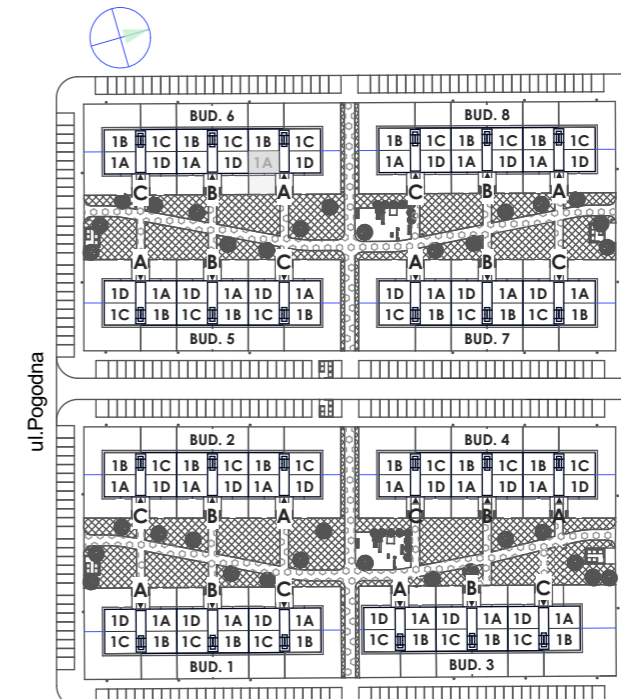 BUD. 6
BUD. 8
1B 1C 1B 1C 1B 1C
1B 1C 1B 1C 1B 1C
1A 1D 1A 1D 1A 1D
1A 1D 1A 1D 1A 1D
C B A
C B A
A B C
A B C
1D 1A 1D 1A 1D 1A
1D 1A 1D 1A 1D 1A
1C 1B 1C 1B 1C 1B
1C 1B 1C 1B 1C 1B
BUD. 5
BUD. 7
ul.Pogodna
BUD. 2
BUD. 4
1B 1C 1B 1C 1B 1C
1B 1C 1B 1C 1B 1C
1A 1D 1A 1D 1A 1D
1A 1D 1A 1D 1A 1D
C B A
C B A
A B C
A B C
1D 1A 1D 1A 1D 1A
1D 1A 1D 1A 1D 1A
1C 1B 1C 1B 1C 1B
1C 1B 1C 1B 1C 1B
BUD. 1
BUD. 3